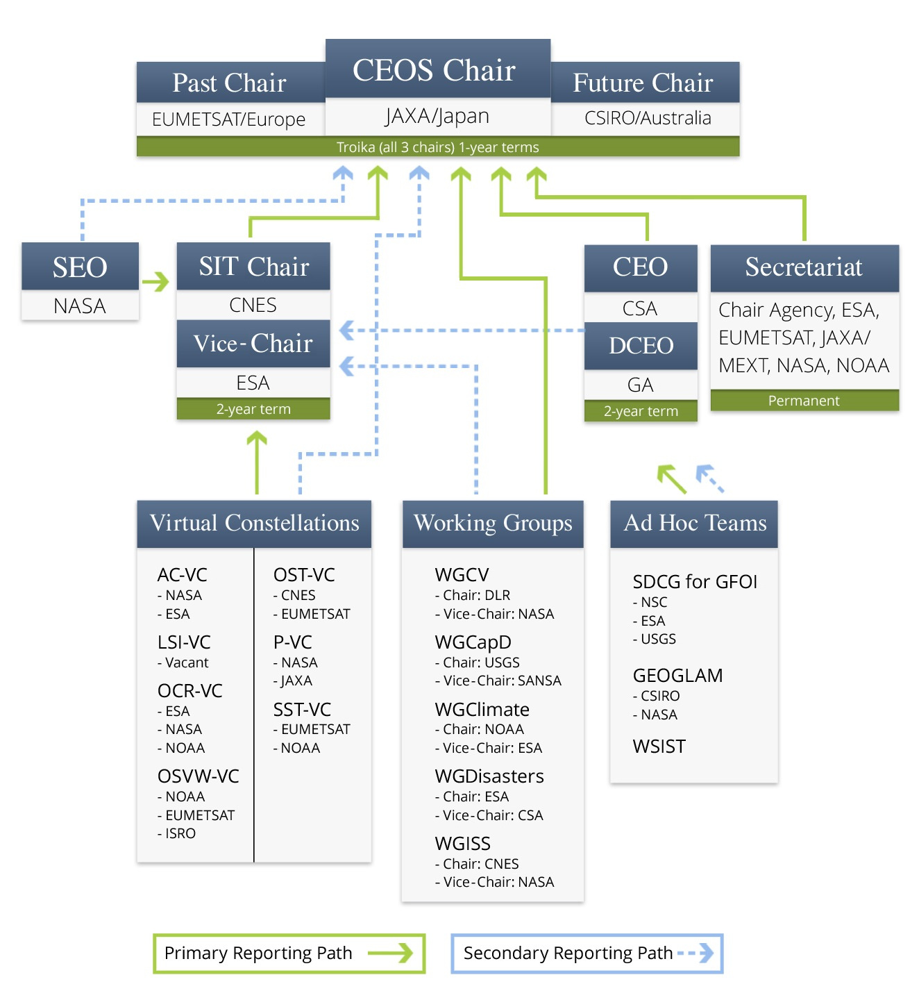 CEOS Chair
Past Chair
Future Chair
JAXA/Japan
EUMETSAT/Europe
CSIRO/Australia
Troika (all 3 chairs) 1-year terms
SEO
NASA
SIT Chair
CNES
Vice-Chair
ESA
2-year term
CEO
CSA
DCEO
GA
2-year term
Secretariat
Chair Agency, ESA,
EUMETSAT, JAXA/
MEXT, NASA, NOAA
Permanent
Virtual Constellations
AC-VC
- NASA
- ESA
LSI-VC
- Vacant
OCR-VC
- ESA
- NASA
- NOAA
OSVW-VC
- NOAA
- EUMETSAT
- ISRO
OST-VC
- CNES
- EUMETSAT
P-VC
- NASA
- JAXA
SST-VC
- EUMETSAT
- NOAA
Working Groups
WGCV
- Chair: DLR
- Vice-Chair: NASA
WGCapD
- Chair: USGS
- Vice-Chair: SANSA
WGClimate
- Chair: NOAA
- Vice-Chair: ESA
WGDisasters
- Chair: ESA
- Vice-Chair: CSA
WGISS
- Chair: CNES
- Vice-Chair: NASA
Ad Hoc Teams
SDCG for GFOI
- NSC
- ESA
- USGS
GEOGLAM
- CSIRO
- NASA
WSIST
Primary Reporting Path
Secondary Reporting Path